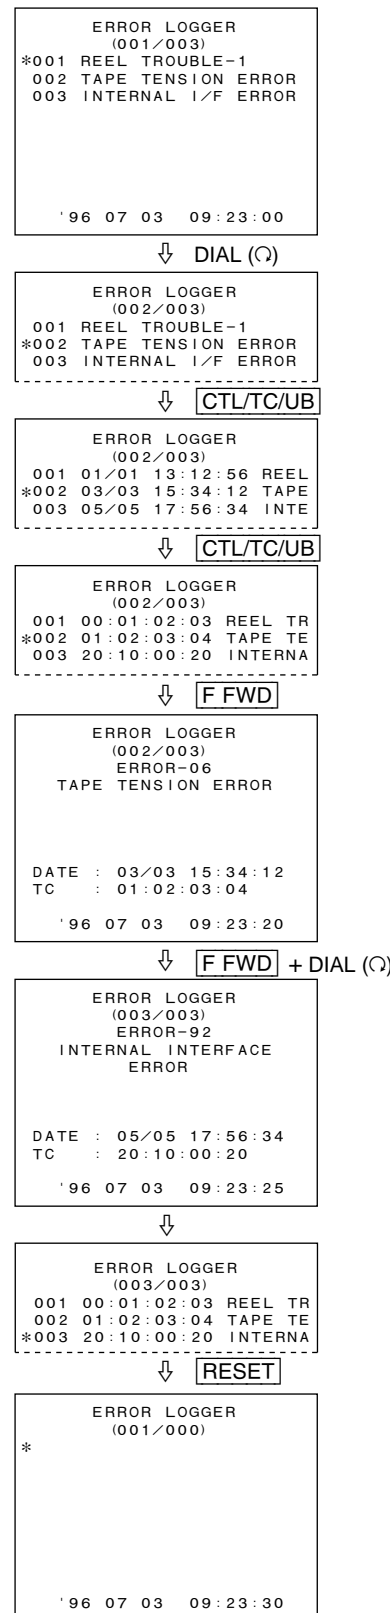 ERROR LOGGER
(001/003)
*001 REEL TROUBLE-1
002 TAPE TENSION ERROR
003 INTERNAL I/F ERROR
'96 07 03 09:23:00
⇩ DIAL (↻)
ERROR LOGGER
(002/003)
001 REEL TROUBLE-1
*002 TAPE TENSION ERROR
003 INTERNAL I/F ERROR
⇩ CTL/TC/UB
ERROR LOGGER
(002/003)
001 01/01 13:12:56 REEL
*002 03/03 15:34:12 TAPE
003 05/05 17:56:34 INTE
⇩ CTL/TC/UB
ERROR LOGGER
(002/003)
001 00:01:02:03 REEL TR
*002 01:02:03:04 TAPE TE
003 20:10:00:20 INTERNA
⇩ F FWD
ERROR LOGGER
(002/003)
ERROR-06
TAPE TENSION ERROR
DATE : 03/03 15:34:12
TC : 01:02:03:04
'96 07 03 09:23:20
⇩ F FWD + DIAL (↻)
ERROR LOGGER
(003/003)
ERROR-92
INTERNAL INTERFACE
ERROR
DATE : 05/05 17:56:34
TC : 20:10:00:20
'96 07 03 09:23:25
⇩
ERROR LOGGER
(003/003)
001 00:01:02:03 REEL TR
002 01:02:03:04 TAPE TE
*003 20:10:00:20 INTERNA
⇩ RESET
ERROR LOGGER
(001/000)
*
'96 07 03 09:23:30